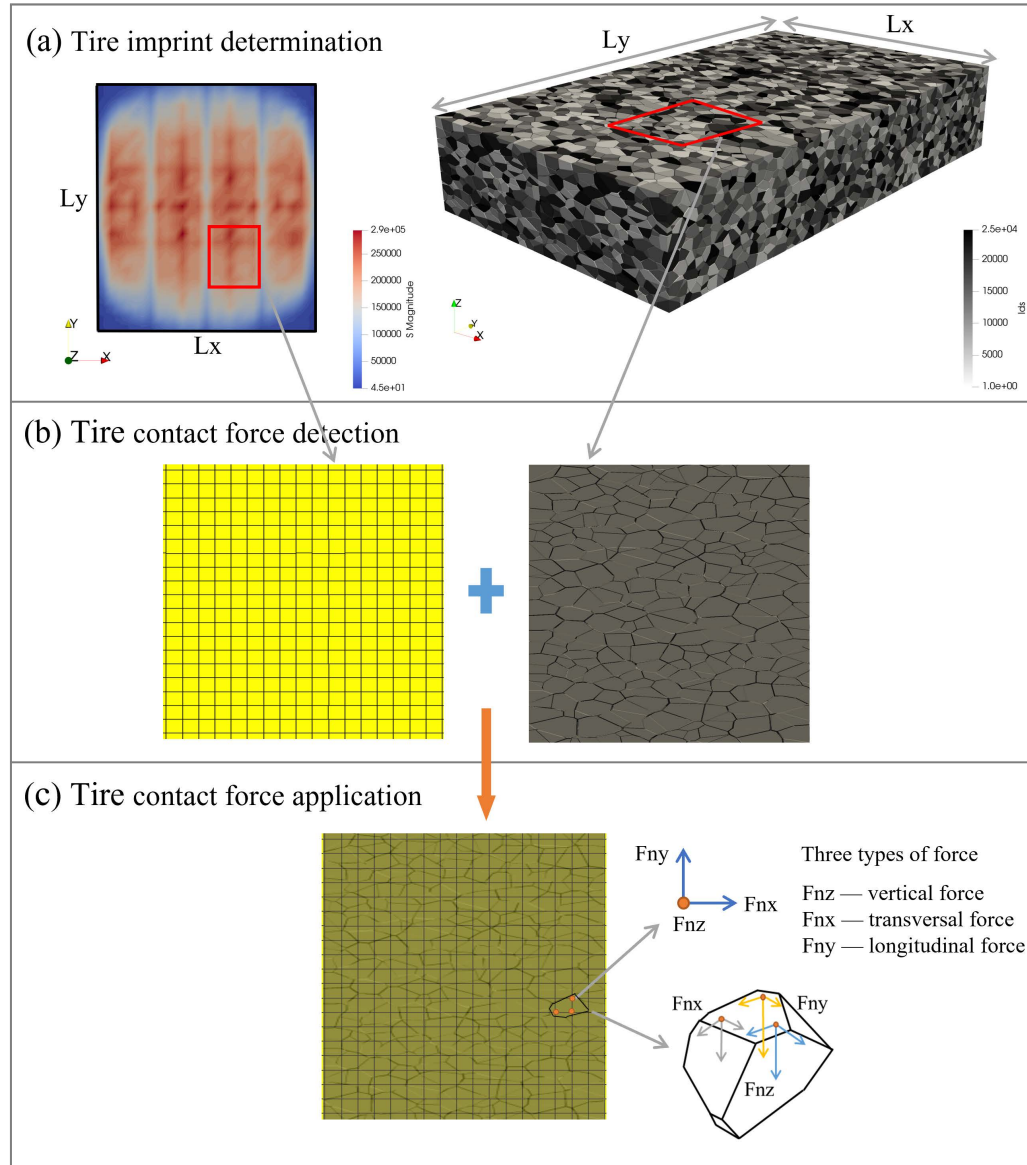 (a) Tire imprint determination
Ly
Lx
Ly
Lx
2.9e+05
250000
200000
150000
100000
50000
4.5e+01
S Magnitude
Y
Z
X
Z
Y
X
2.5e+04
20000
15000
10000
5000
1.0e+00
Ids
(b) Tire contact force detection
(c) Tire contact force application
Fny
Fnx
Fnz
Three types of force
Fnz — vertical force
Fnx — transversal force
Fny — longitudinal force
Fnx
Fny
Fnz